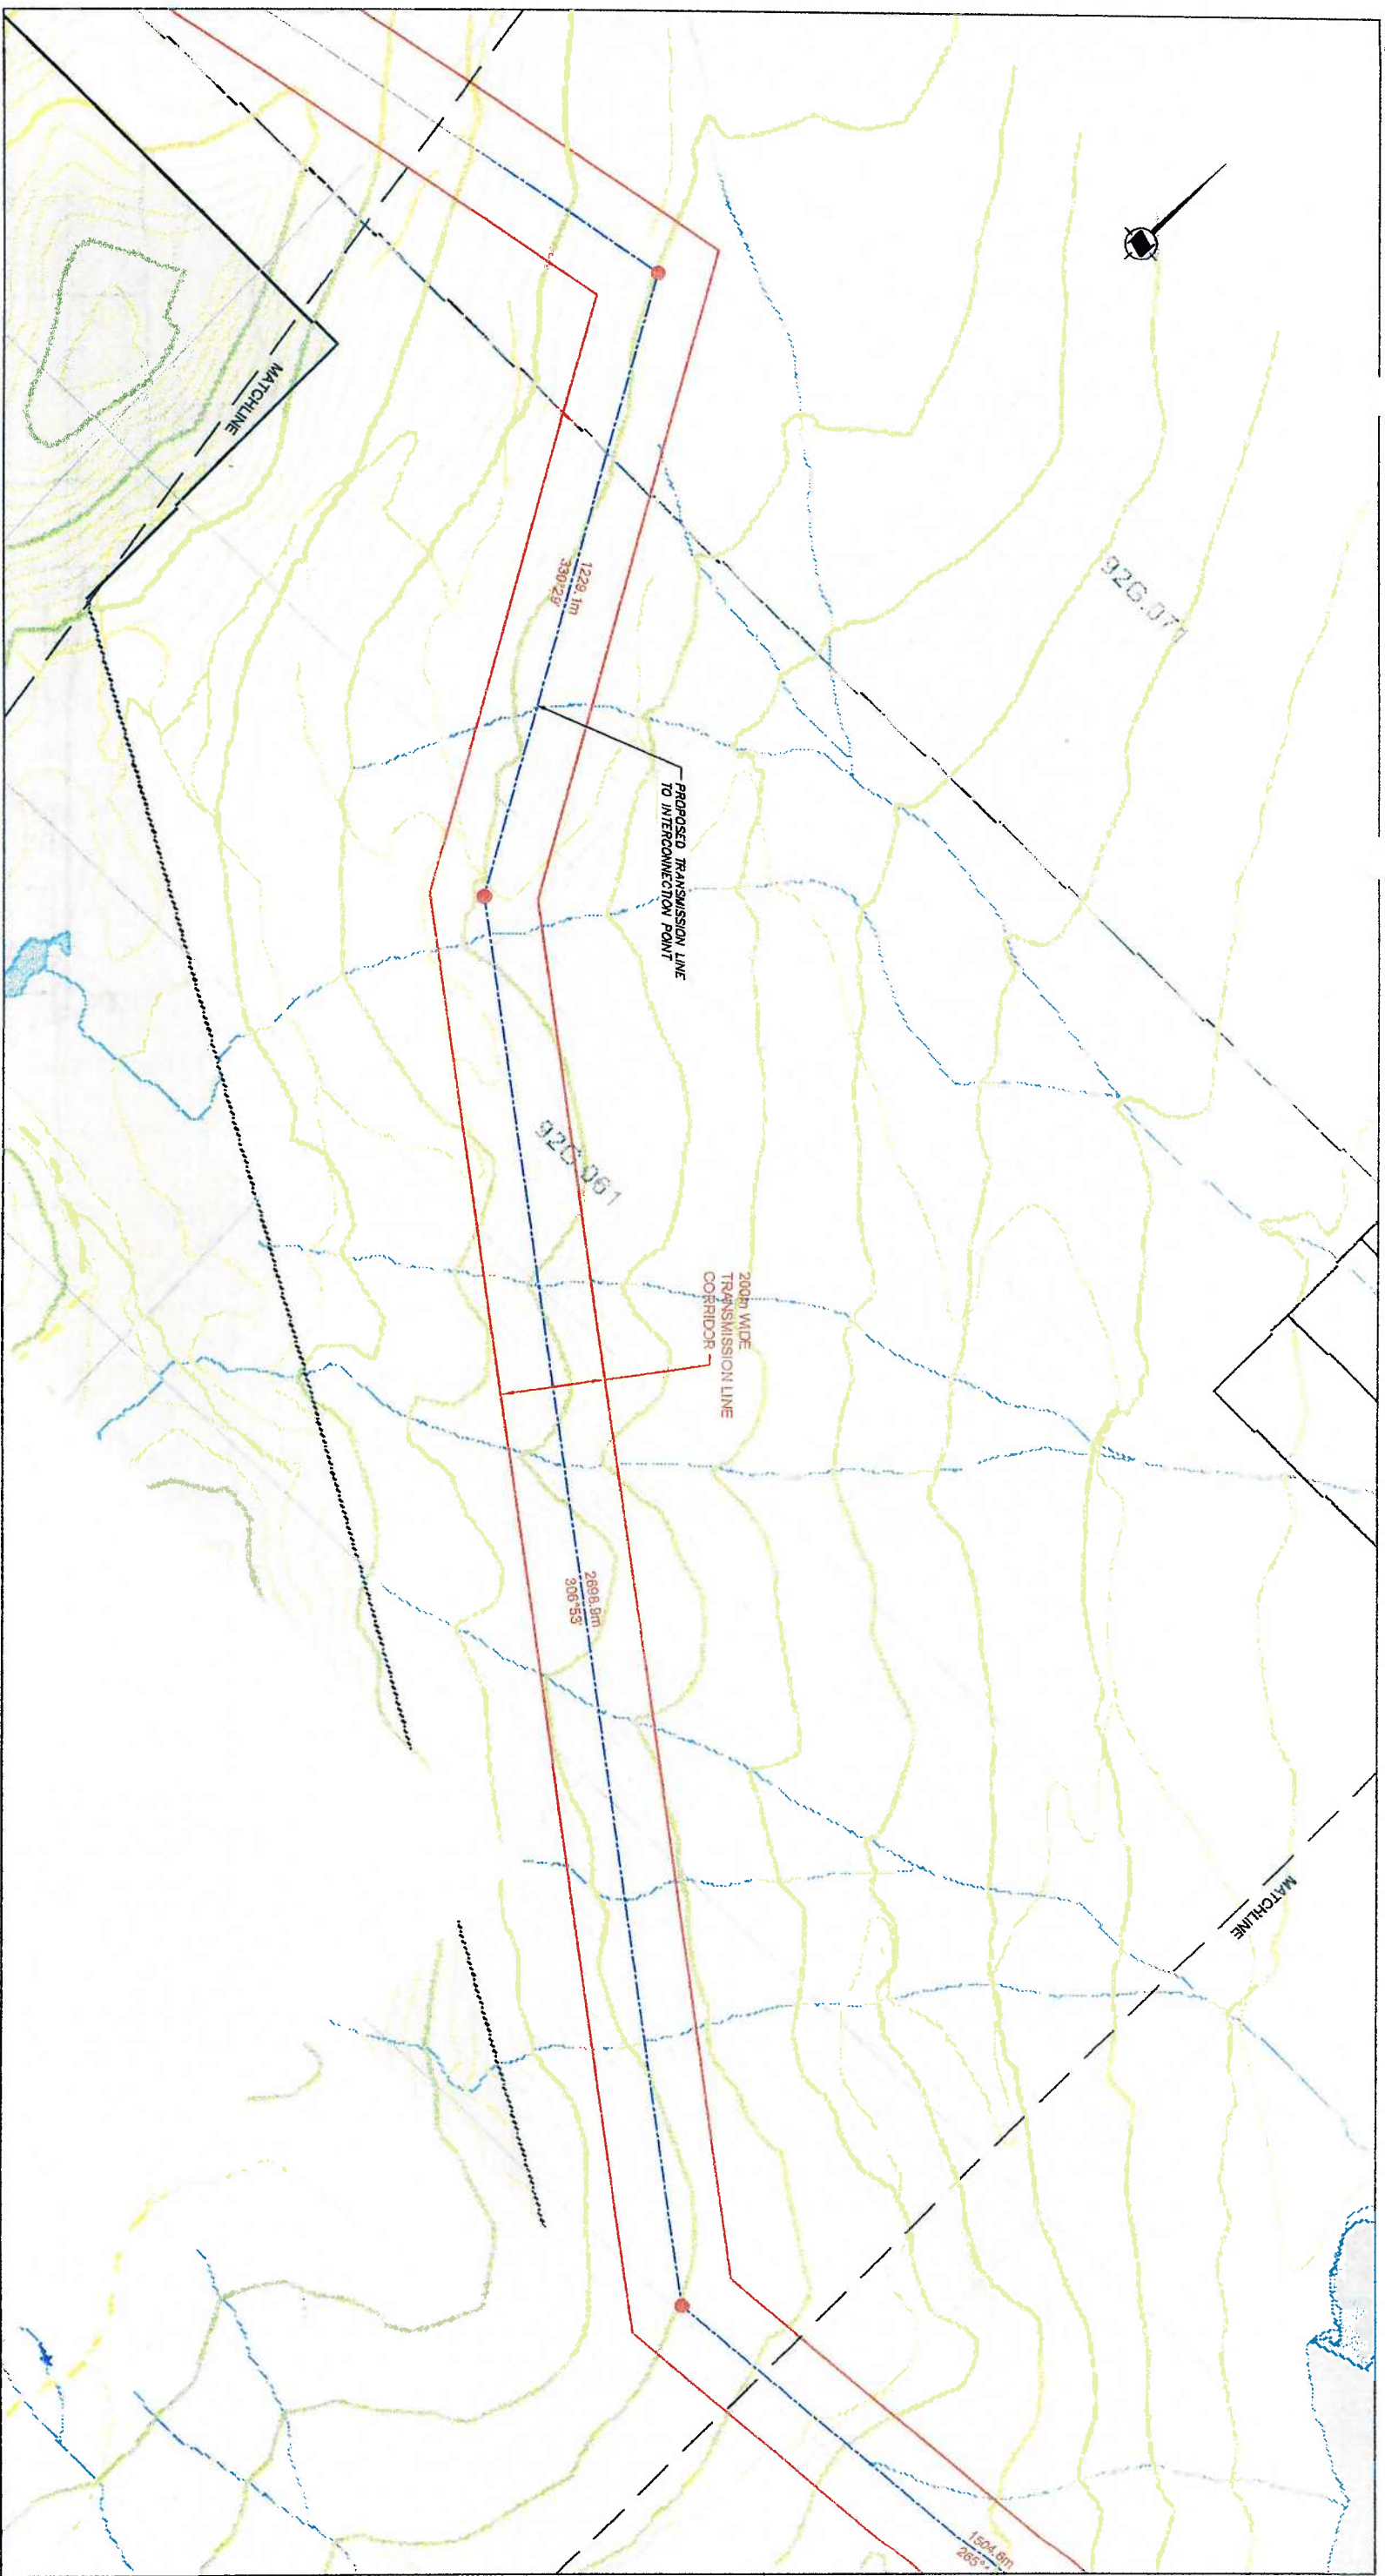 MATCHLINE
92G.071
1229.1m
330°29'
PROPOSED TRANSMISSION LINE
TO INTERCONNECTION POINT
92G.061
200m WIDE
TRANSMISSION LINE
CORRIDOR
2698.9m
306°53'
MATCHLINE
1504.6m